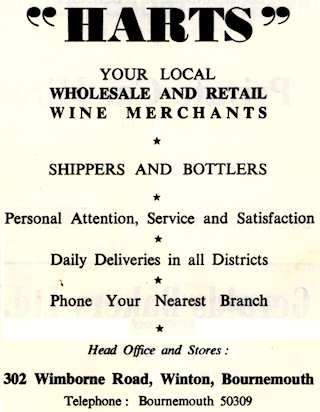 "HARTS"
YOUR LOCAL
WHOLESALE AND RETAIL
WINE MERCHANTS
★
SHIPPERS AND BOTTLERS
★
Personal Attention, Service and Satisfaction
★
Daily Deliveries in all Districts
★
Phone Your Nearest Branch
★
Head Office and Stores :
302 Wimborne Road, Winton, Bournemouth
Telephone : Bournemouth 50309